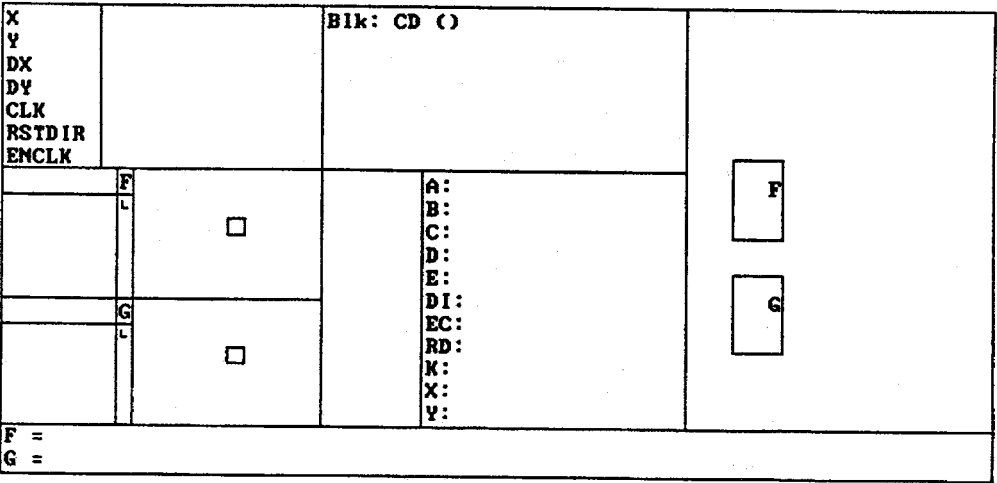 X
Y
DX
DY
CLK
RSTDIR
ENCLK
Blk: CD ()
F
G
A:
B:
C:
D:
E:
DI:
EC:
RD:
K:
X:
Y:
F
G
F =
G =